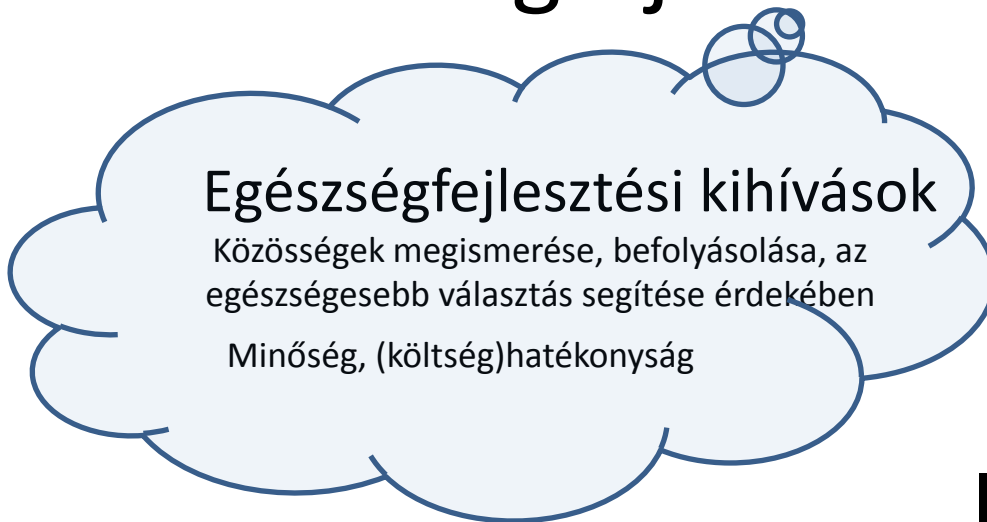 Egészségfejlesztési kihívások
Közösségek megismerése, befolyásolása, az
egészségesebb választás segítése érdekében
Minőség, (költség)hatékonyság